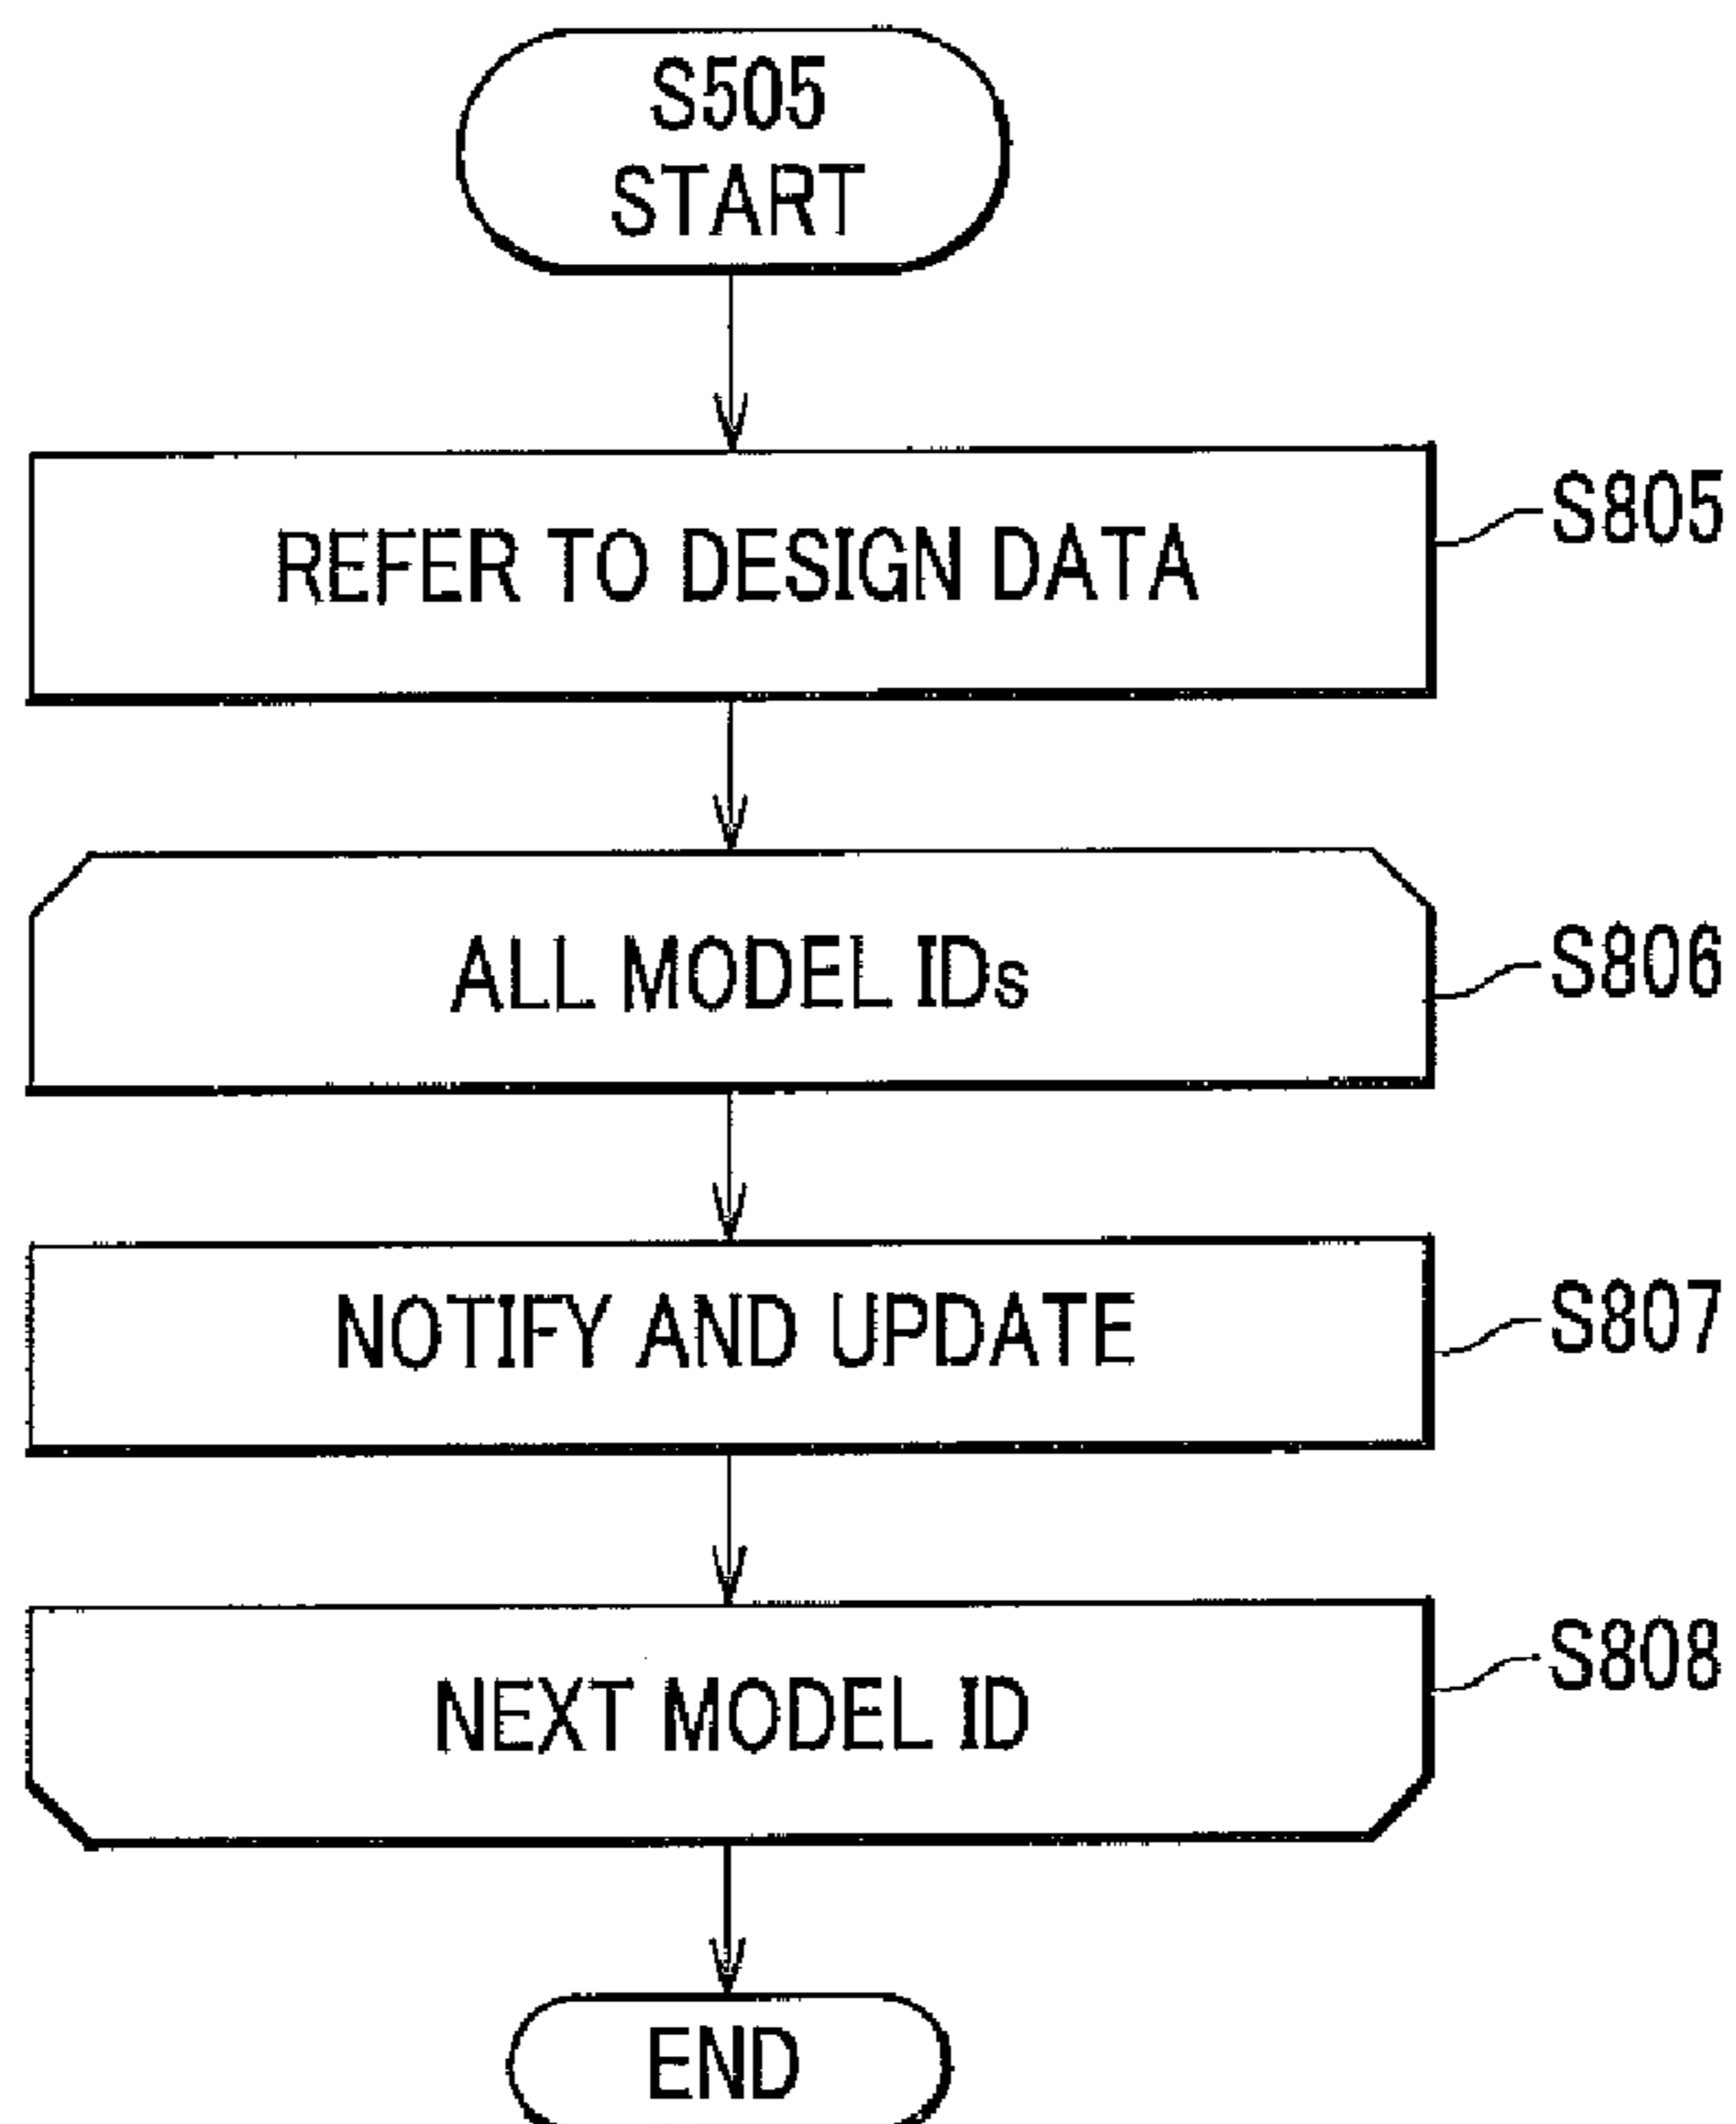 S505
START
REFER TO DESIGN DATA
S805
ALL MODEL IDs
S806
NOTIFY AND UPDATE
S807
NEXT MODEL ID
S808
END